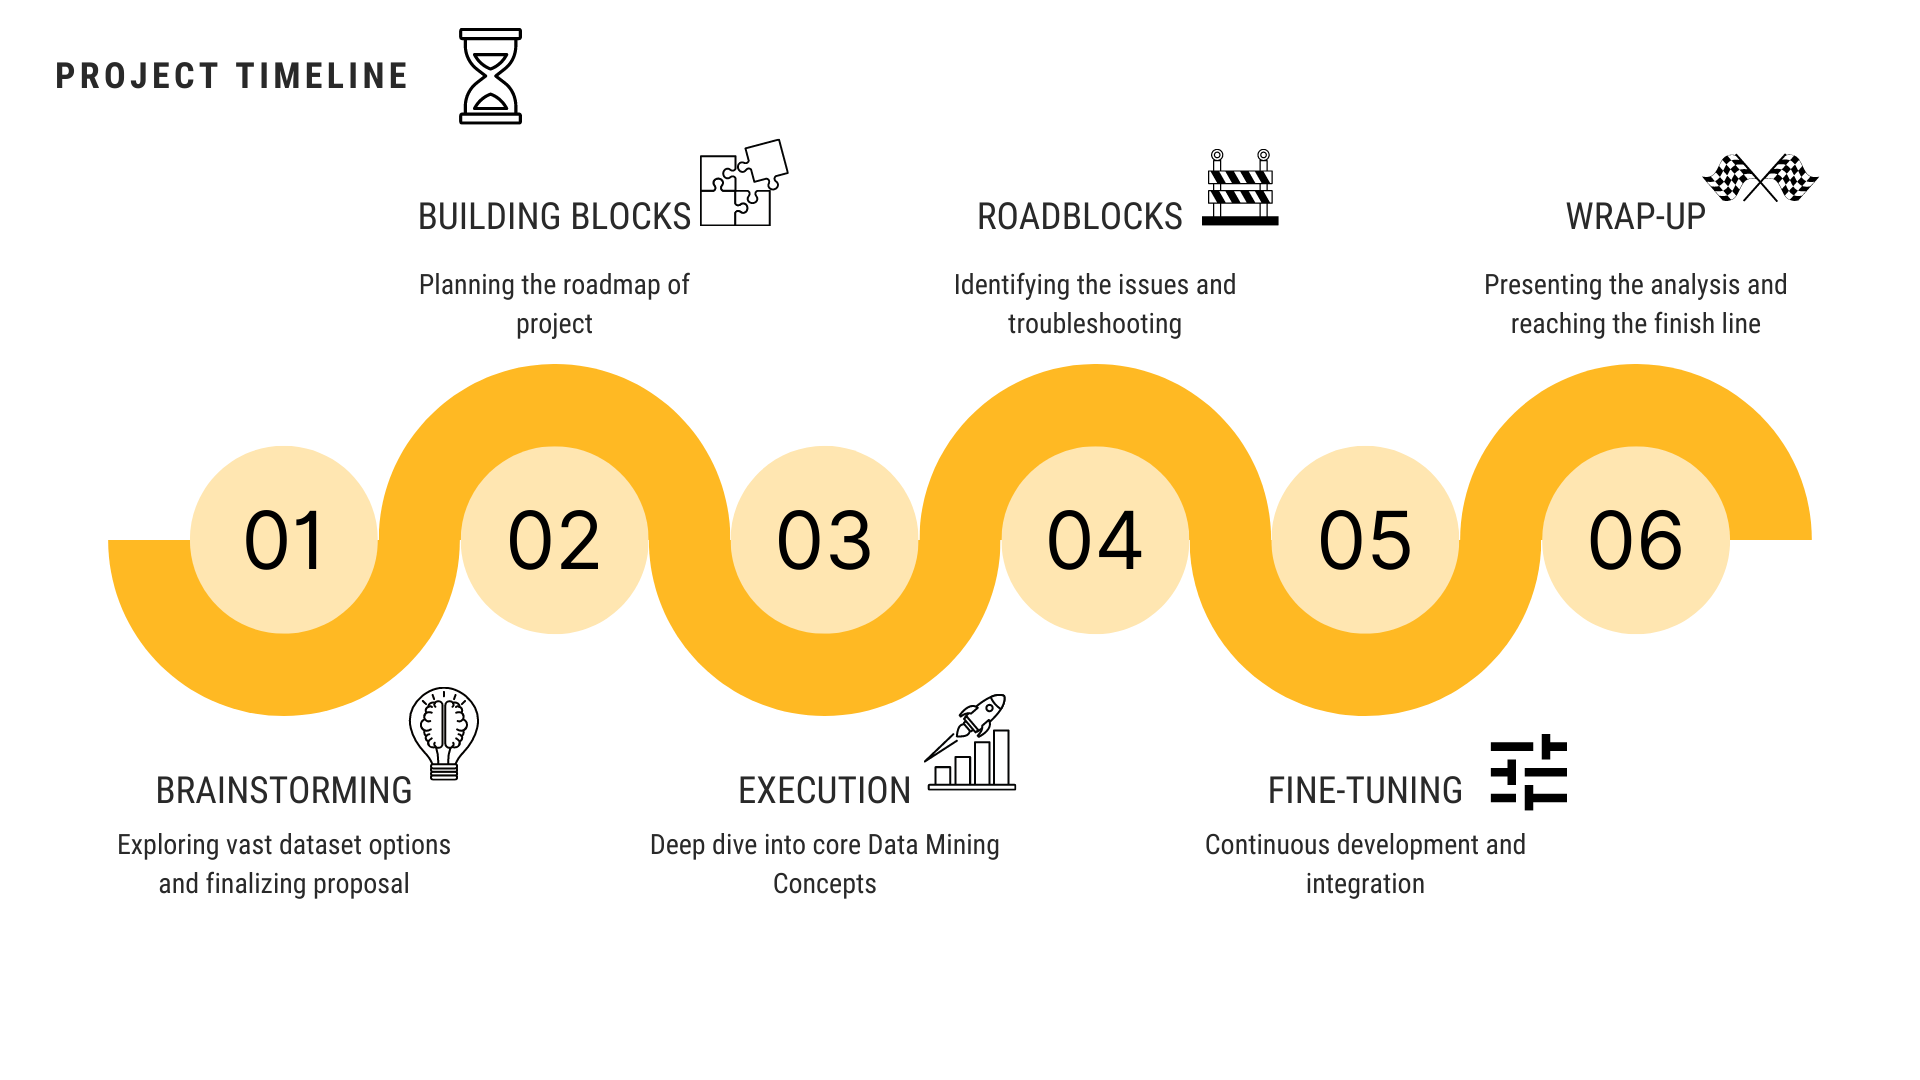 PROJECT TIMELINE
BUILDING BLOCKS
Planning the roadmap of
project
ROADBLOCKS
Identifying the issues and
troubleshooting
WRAP-UP
Presenting the analysis and
reaching the finish line
01
02
03
04
05
06
BRAINSTORMING
Exploring vast dataset options
and finalizing proposal
EXECUTION
Deep dive into core Data Mining
Concepts
FINE-TUNING
Continuous development and
integration